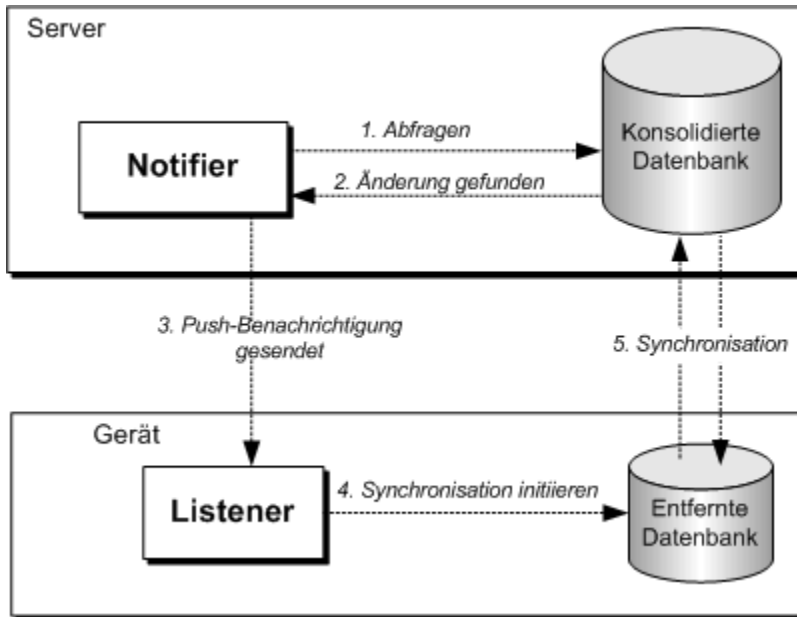 Server
1. Abfragen
Konsolidierte
Datenbank
Notifier
2. Änderung gefunden
3. Push-Benachrichtigung
gesendet
5. Synchronisation
Gerät
4. Synchronisation initiieren
Listener
Entfernte
Datenbank